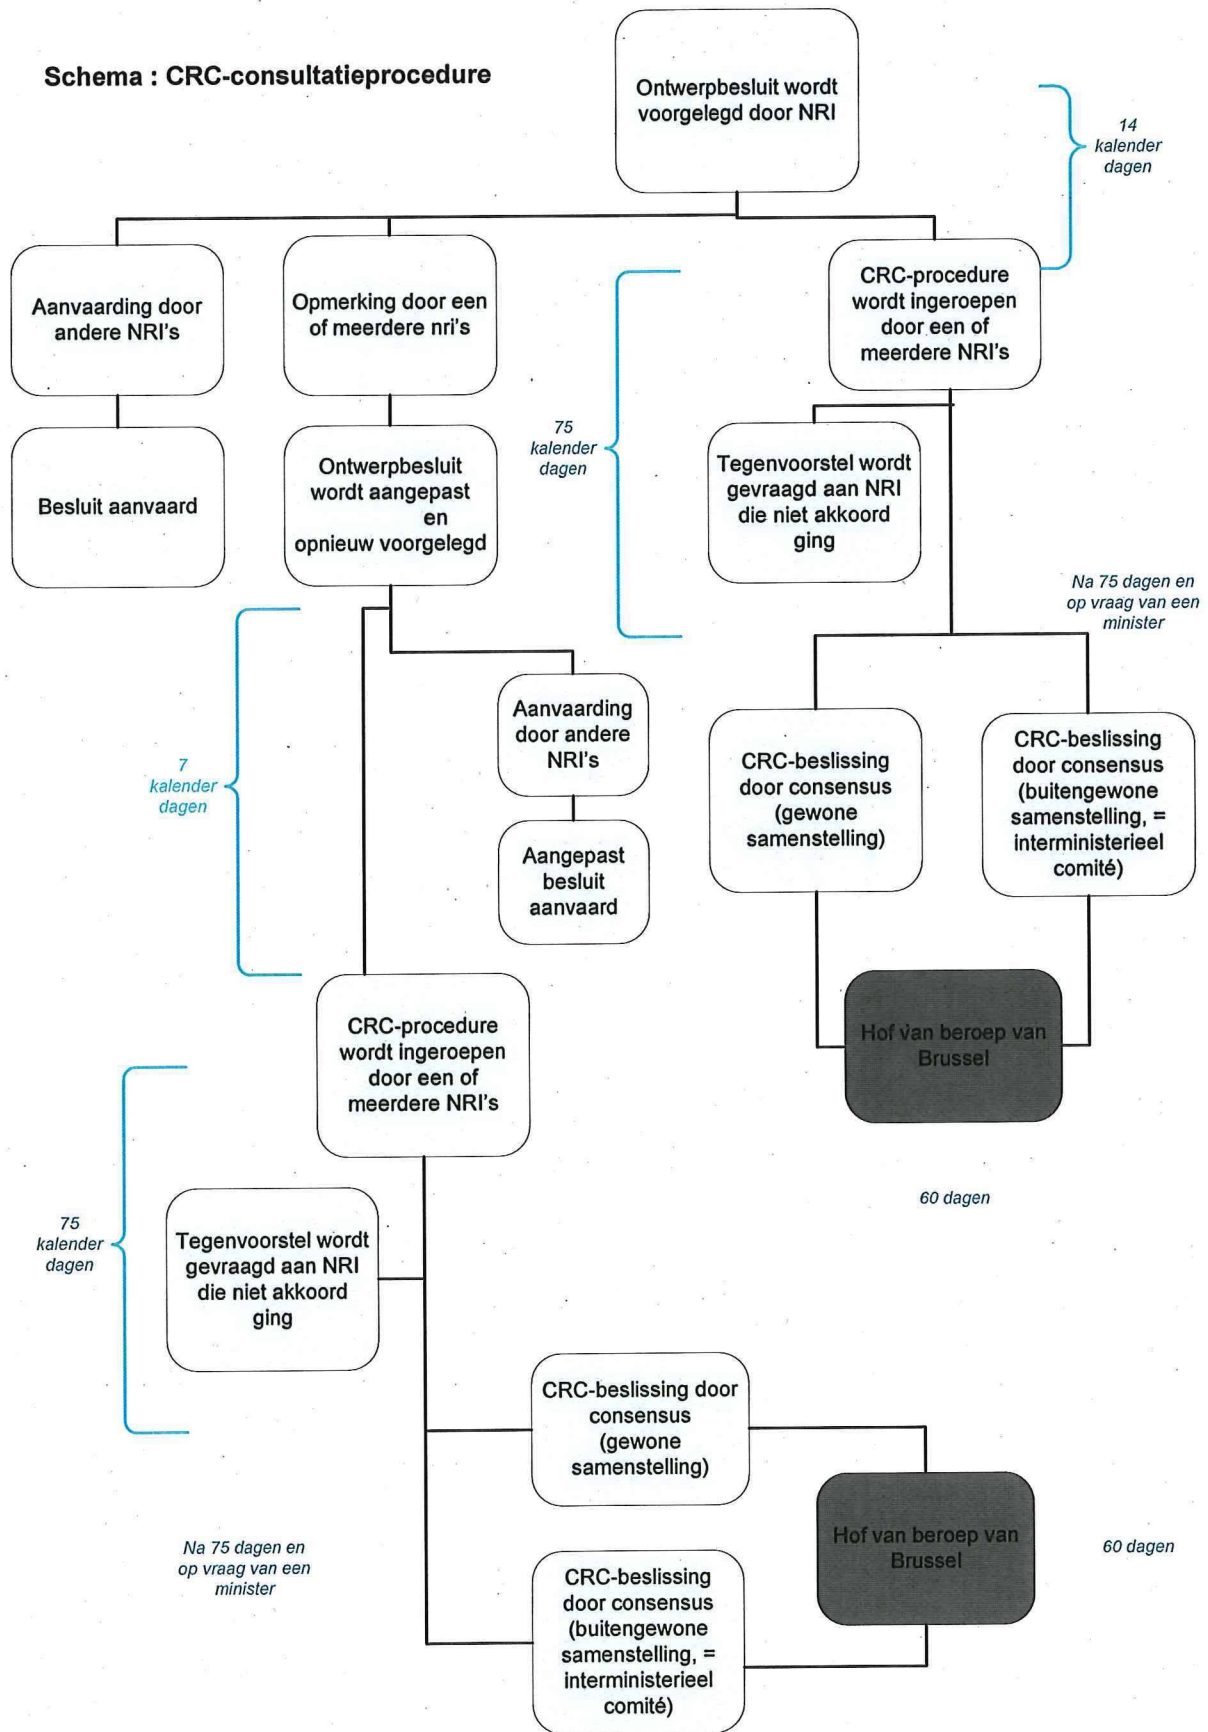 Schema : CRC-consultatieprocedure
Ontwerpbesluit wordt
voorgelegd door NRI
14
kalender
dagen
Aanvaarding door
andere NRI's
Opmerking door een
of meerdere nri's
CRC-procedure
wordt ingeroepen
door een of
meerdere NRI's
Besluit aanvaard
Ontwerpbesluit
wordt aangepast
en
opnieuw voorgelegd
75
kalender
dagen
Tegenvoorstel wordt
gevraagd aan NRI
die niet akkoord
ging
Na 75 dagen en
op vraag van een
minister
7
kalender
dagen
Aanvaarding
door andere
NRI's
Aangepast
besluit
aanvaard
CRC-beslissing
door consensus
(gewone
samenstelling)
CRC-beslissing
door consensus
(buitengewone
samenstelling, =
interministerieel
comité)
Hof van beroep van
Brussel
60 dagen
CRC-procedure
wordt ingeroepen
door een of
meerdere NRI's
75
kalender
dagen
Tegenvoorstel wordt
gevraagd aan NRI
die niet akkoord
ging
CRC-beslissing door
consensus
(gewone
samenstelling)
Na 75 dagen en
op vraag van een
minister
CRC-beslissing
door consensus
(buitengewone
samenstelling, =
interministerieel
comité)
Hof van beroep van
Brussel
60 dagen